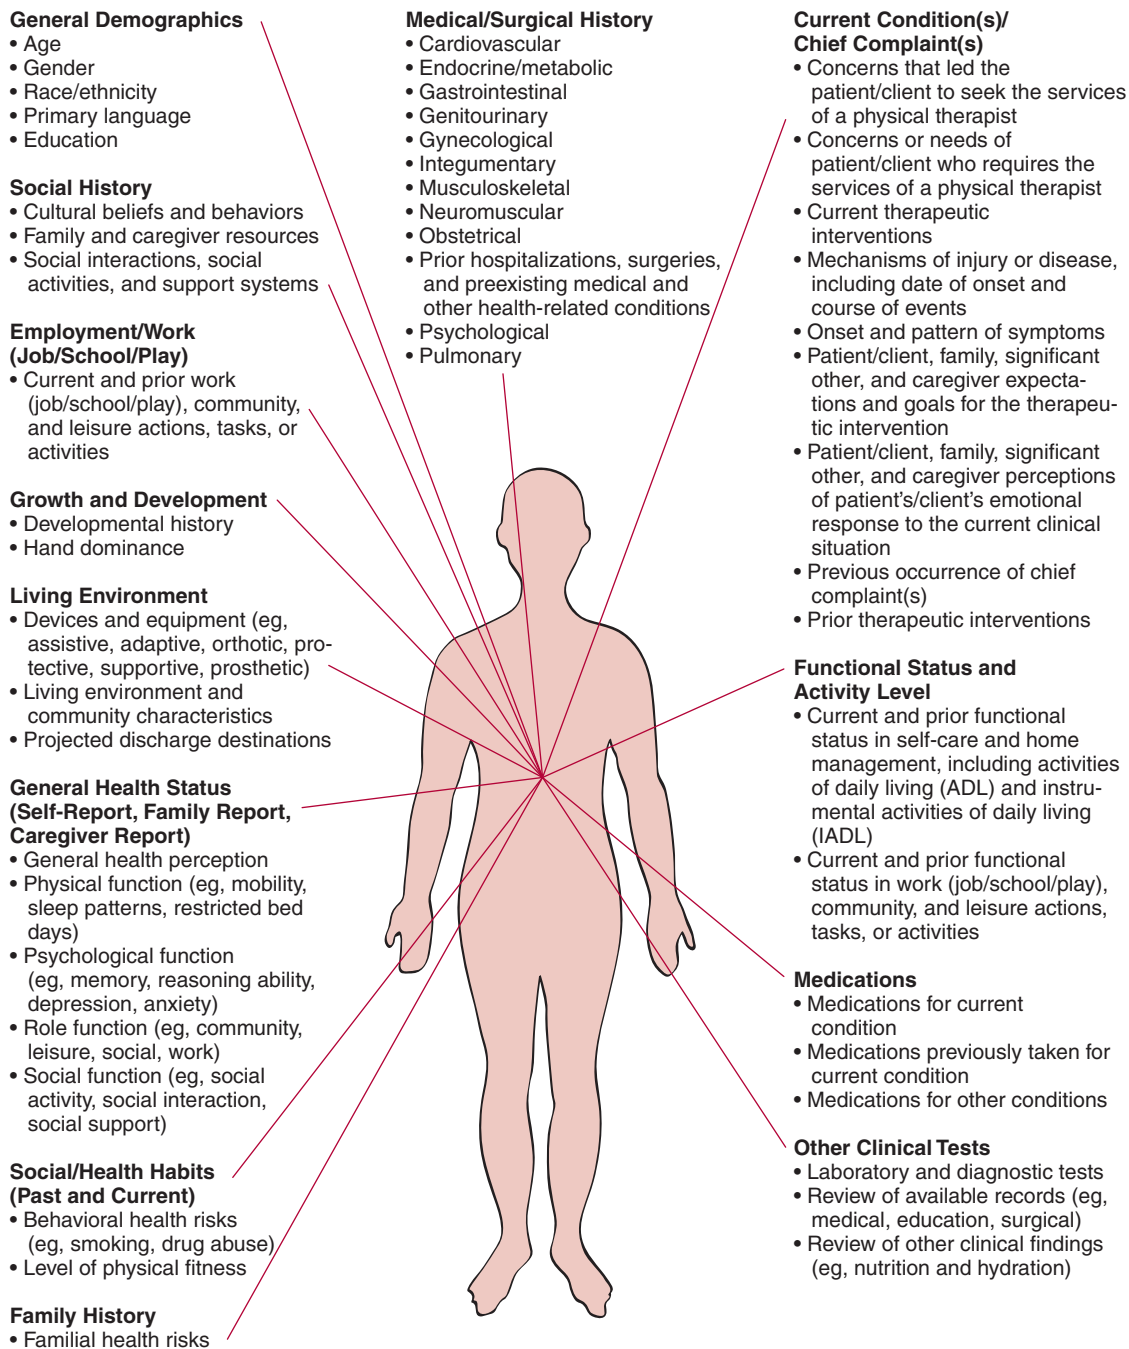 General Demographics
• Age
• Gender
• Race/ethnicity
• Primary language
• Education
Social History
• Cultural beliefs and behaviors
• Family and caregiver resources
• Social interactions, social
activities, and support systems
Employment/Work
(Job/School/Play)
• Current and prior work
(job/school/play), community,
and leisure actions, tasks, or
activities
Growth and Development
• Developmental history
• Hand dominance
Living Environment
• Devices and equipment (eg,
assistive, adaptive, orthotic, pro-
tective, supportive, prosthetic)
• Living environment and
community characteristics
• Projected discharge destinations
General Health Status
(Self-Report, Family Report,
Caregiver Report)
• General health perception
• Physical function (eg, mobility,
sleep patterns, restricted bed
days)
• Psychological function
(eg, memory, reasoning ability,
depression, anxiety)
• Role function (eg, community,
leisure, social, work)
• Social function (eg, social
activity, social interaction,
social support)
Social/Health Habits
(Past and Current)
• Behavioral health risks
(eg, smoking, drug abuse)
• Level of physical fitness
Family History
• Familial health risks
Medical/Surgical History
• Cardiovascular
• Endocrine/metabolic
• Gastrointestinal
• Genitourinary
• Gynecological
• Integumentary
• Musculoskeletal
• Neuromuscular
• Obstetrical
• Prior hospitalizations, surgeries,
and preexisting medical and
other health-related conditions
• Psychological
• Pulmonary
Current Condition(s)/
Chief Complaint(s)
• Concerns that led the
patient/client to seek the services
of a physical therapist
• Concerns or needs of
patient/client who requires the
services of a physical therapist
• Current therapeutic
interventions
• Mechanisms of injury or disease,
including date of onset and
course of events
• Onset and pattern of symptoms
• Patient/client, family, significant
other, and caregiver expecta-
tions and goals for the therapeu-
tic intervention
• Patient/client, family, significant
other, and caregiver perceptions
of patient's/client's emotional
response to the current clinical
situation
• Previous occurrence of chief
complaint(s)
• Prior therapeutic interventions
Functional Status and
Activity Level
• Current and prior functional
status in self-care and home
management, including activities
of daily living (ADL) and instru-
mental activities of daily living
(IADL)
• Current and prior functional
status in work (job/school/play),
community, and leisure actions,
tasks, or activities
Medications
• Medications for current
condition
• Medications previously taken for
current condition
• Medications for other conditions
Other Clinical Tests
• Laboratory and diagnostic tests
• Review of available records (eg,
medical, education, surgical)
• Review of other clinical findings
(eg, nutrition and hydration)